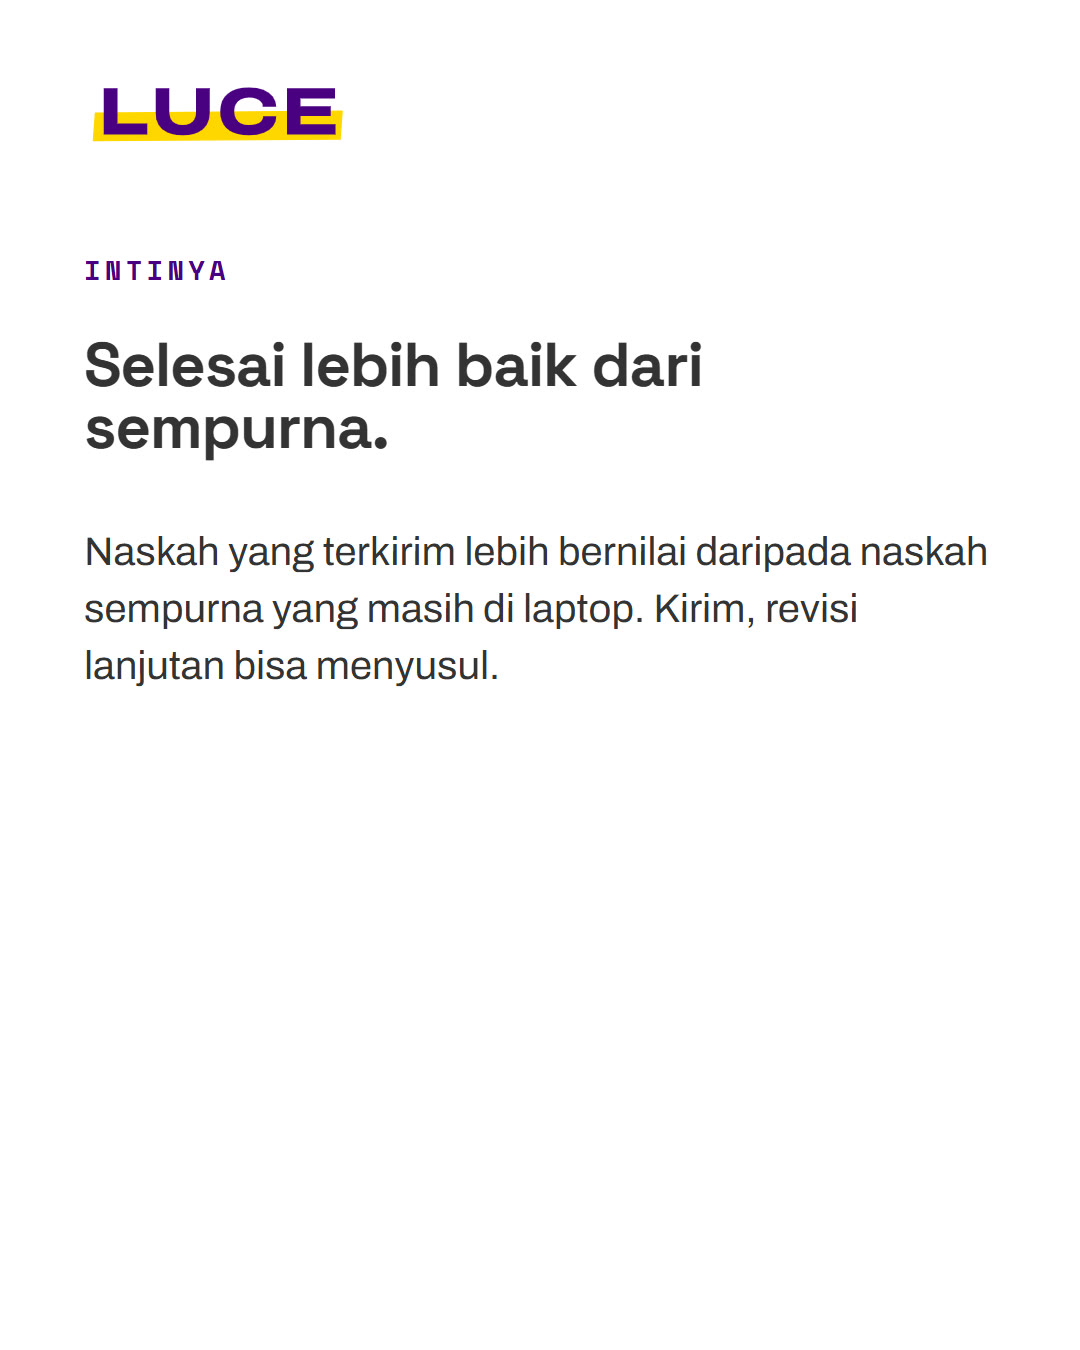 LUCE
INTINYA
Selesai lebih baik dari
sempurna.
Naskah yang terkirim lebih bernilai daripada naskah
sempurna yang masih di laptop. Kirim, revisi
lanjutan bisa menyusul.